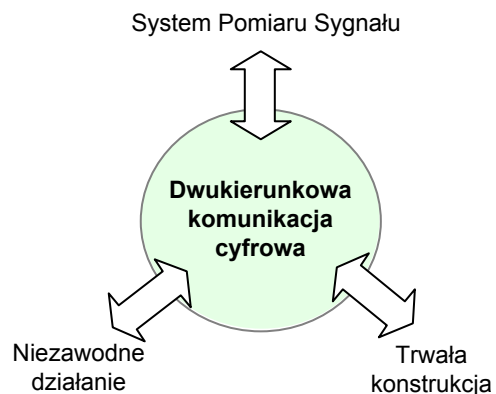 System Pomiaru Sygnału
Dwukierunkowa
komunikacja
cyfrowa
Niezawodne
działanie
Trwała
konstrukcja